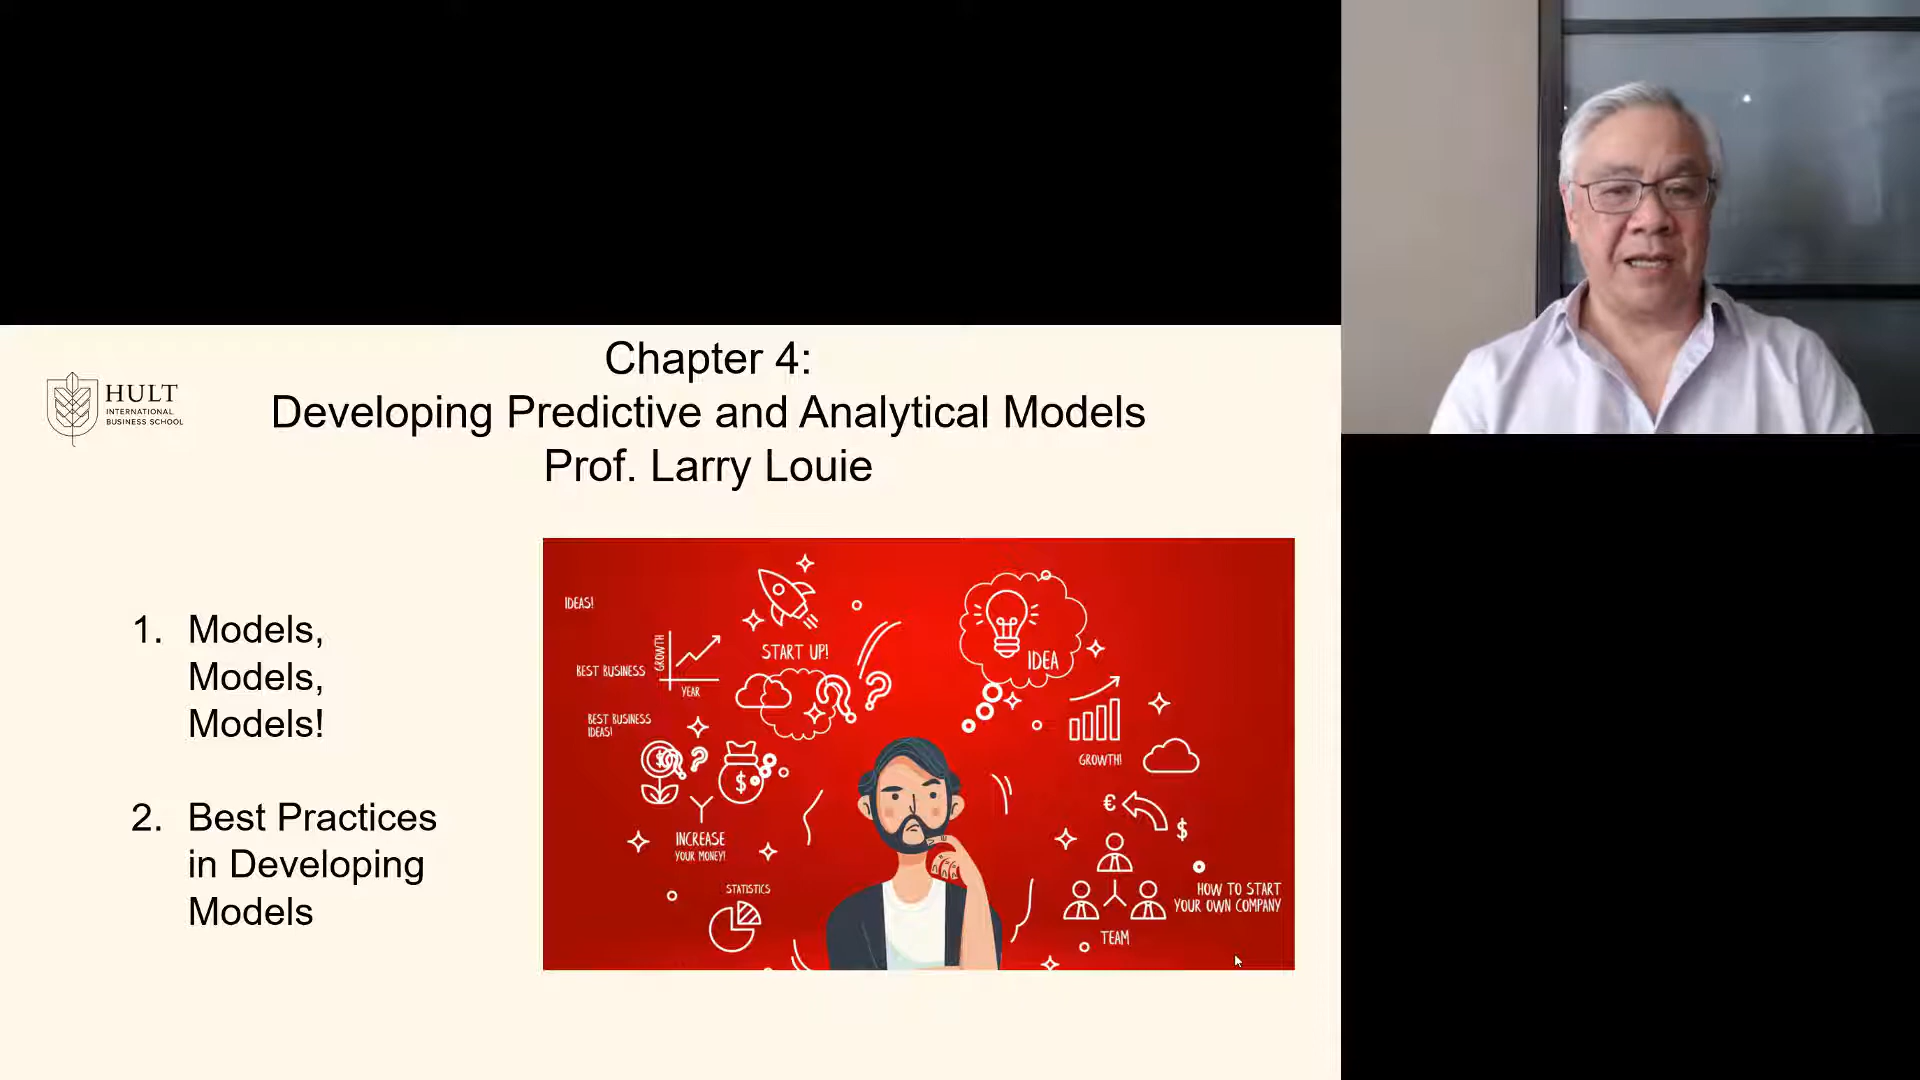 Chapter 4:
Developing Predictive and Analytical Models
Prof. Larry Louie
HULT
INTERNATIONAL
BUSINESS SCHOOL
1. Models,
Models,
Models!
2. Best Practices
in Developing
Models
IDEAS!
START UP!
IDEA
GROWTH
BEST BUSINESS
YEAR
BEST BUSINESS
IDEAS!
GROWTH!
INCREASE
YOUR MONEY!
STATISTICS
HOW TO START
YOUR OWN COMPANY
TEAM